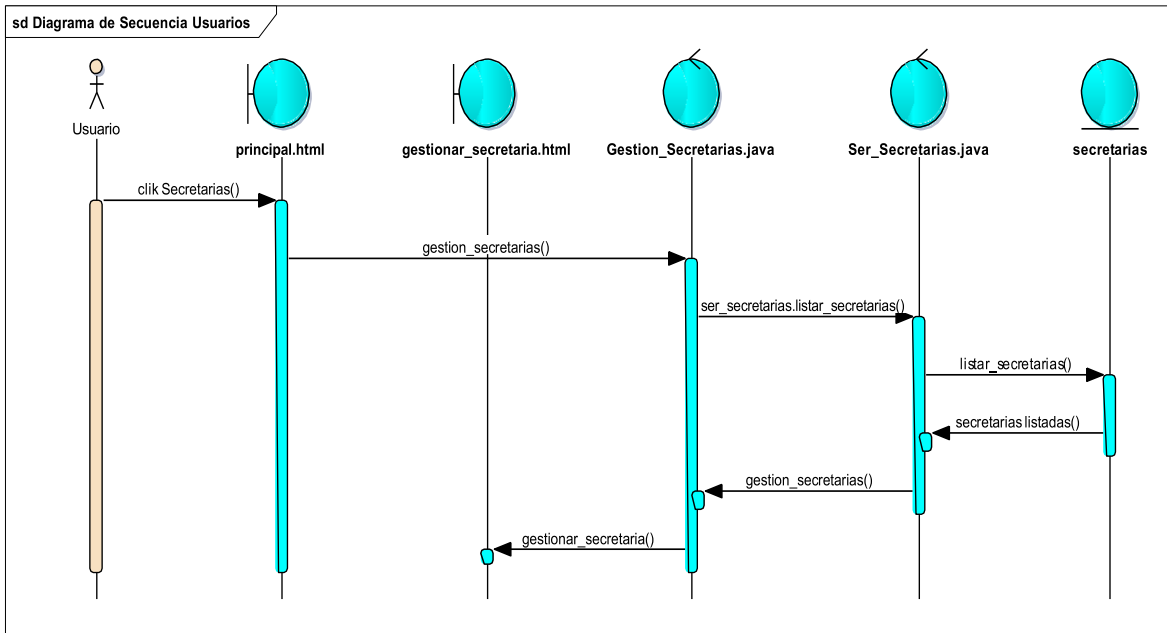 sd Diagrama de Secuencia Usuarios
Usuario
principal.html
gestionar_secretaria.html
Gestion_Secretarias.java
Ser_Secretarias.java
secretarias
clik Secretarias()
gestion_secretarias()
ser_secretarias.listar_secretarias()
listar_secretarias()
secretarias listadas()
gestion_secretarias()
gestionar_secretaria()